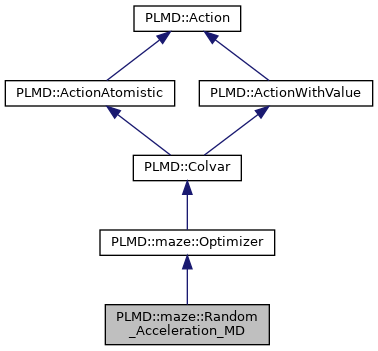 PLMD::Action
PLMD::ActionAtomistic
PLMD::ActionWithValue
PLMD::Colvar
PLMD::maze::Optimizer
PLMD::maze::Random
_Acceleration_MD